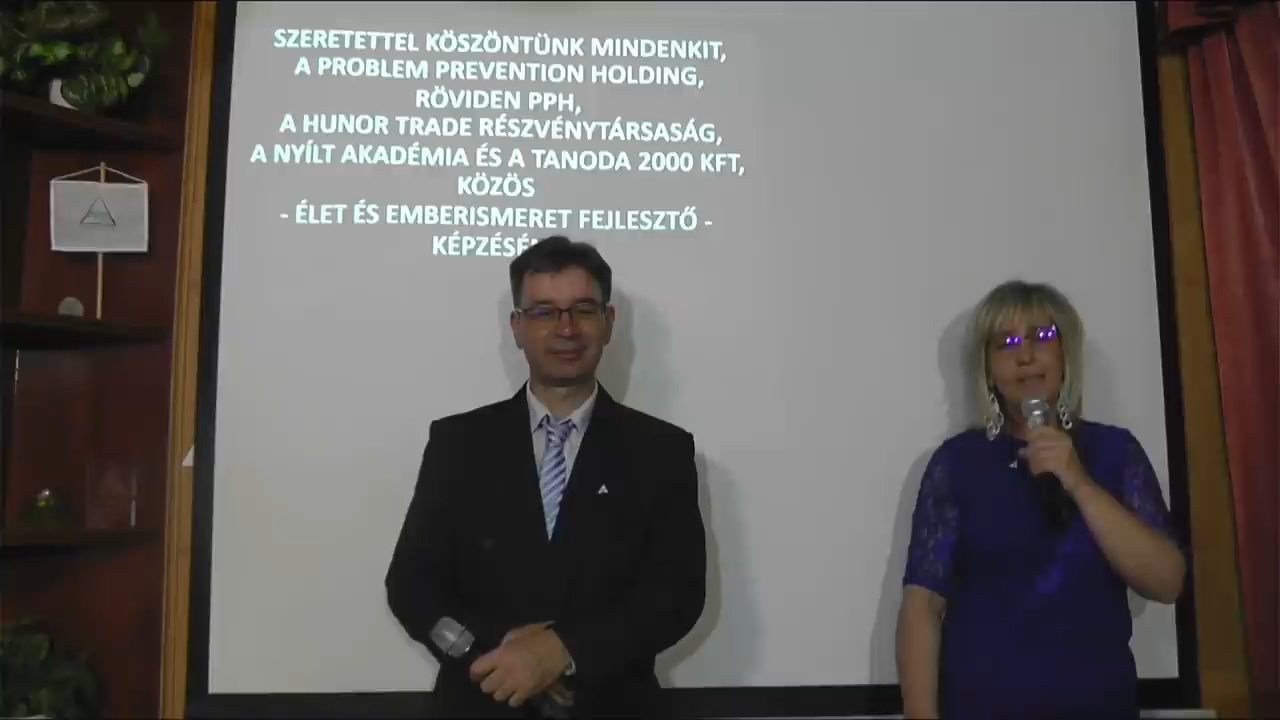 SZERETETTEL KÖSZÖNTÜNK MINDENKIT,
A PROBLEM PREVENTION HOLDING,
RÖVIDEN PPH,
A HUNOR TRADE RÉSZVÉNYTÁRSASÁG,
A NYÍLT AKADÉMIA ÉS A TANODA 2000 KFT,
KÖZÖS
- ÉLET ÉS EMBERISMERET FEJLESZTŐ -